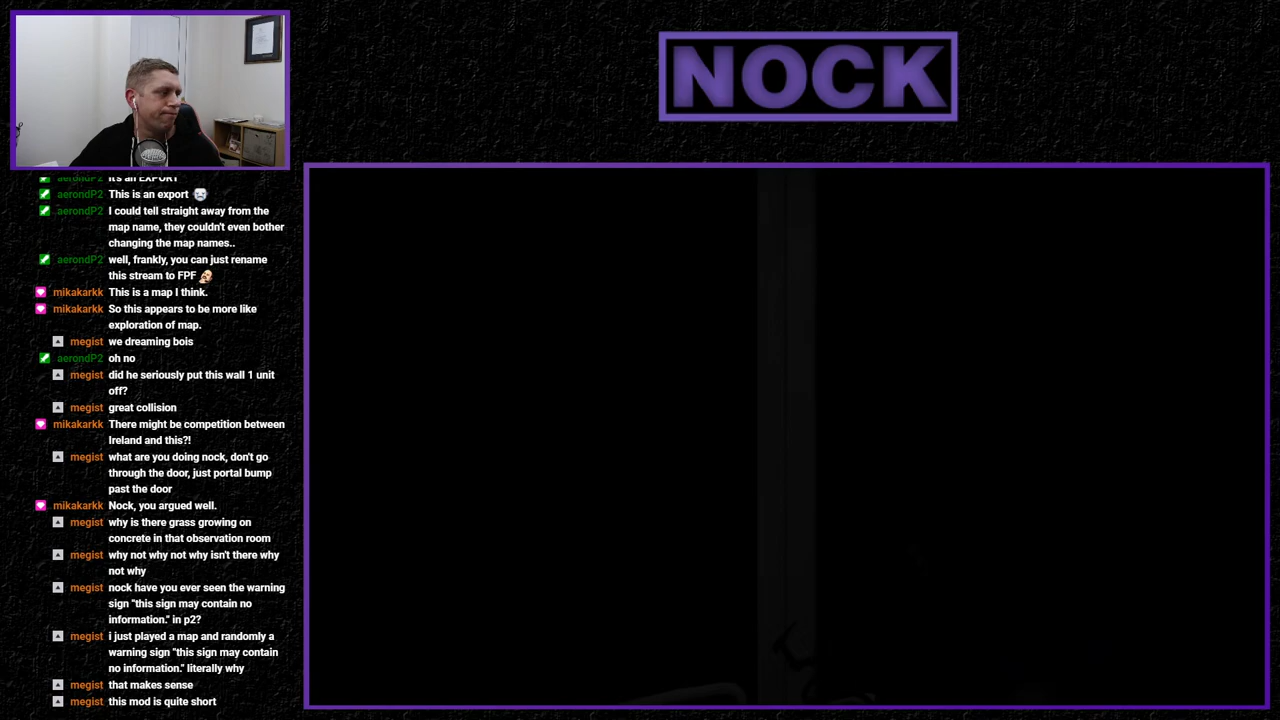 NOCK
aerondP2 It's an EXPORT
aerondP2 This is an export
aerondP2 I could tell straight away from the
map name, they couldn't even bother
changing the map names..
aerondP2 well, frankly, you can just rename
this stream to FPF
mikakarkk This is a map I think.
mikakarkk So this appears to be more like
exploration of map.
megist we dreaming bois
aerondP2 oh no
megist did he seriously put this wall 1 unit
off?
megist great collision
mikakarkk There might be competition between
Ireland and this?!
megist what are you doing nock, don't go
through the door, just portal bump
past the door
mikakarkk Nock, you argued well.
megist why is there grass growing on
concrete in that observation room
megist why not why not why isn't there why
not why
megist nock have you ever seen the warning
sign "this sign may contain no
information." in p2?
megist i just played a map and randomly a
warning sign "this sign may contain
no information." literally why
megist that makes sense
megist this mod is quite short